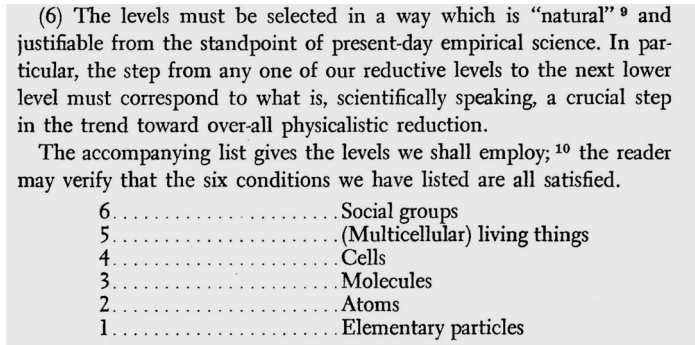 (6) The levels must be selected in a way which is “natural” ⁹ and
justifiable from the standpoint of present-day empirical science. In par-
ticular, the step from any one of our reductive levels to the next lower
level must correspond to what is, scientifically speaking, a crucial step
in the trend toward over-all physicalistic reduction.
The accompanying list gives the levels we shall employ; ¹⁰ the reader
may verify that the six conditions we have listed are all satisfied.
6. . . . . . . . . . . . . . . . . . . . . .Social groups
5. . . . . . . . . . . . . . . . . . . . . .(Multicellular) living things
4. . . . . . . . . . . . . . . . . . . . . .Cells
3. . . . . . . . . . . . . . . . . . . . . .Molecules
2. . . . . . . . . . . . . . . . . . . . . .Atoms
1. . . . . . . . . . . . . . . . . . . . . .Elementary particles